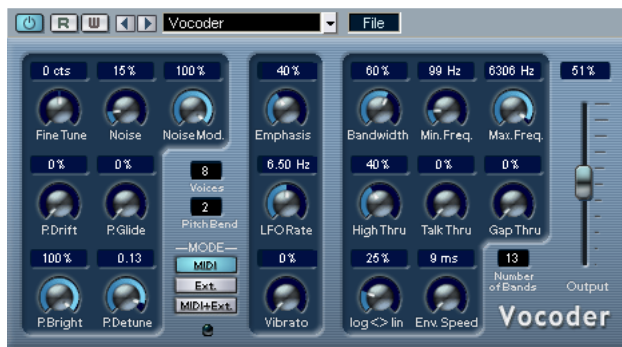 R W Vocoder File
0 cts 15% 100% 40% 60% 99 Hz 6306 Hz 51%
Fine Tune Noise Noise Mod. Emphasis Bandwidth Min. Freq. Max. Freq.
0% 0% 8 6.50 Hz 40% 0% 0%
Voices
2
P.Drift P.Glide Pitch Bend LFO Rate High Thru Talk Thru Gap Thru
MODE
100% 0.13 MIDI 0% 25% 9 ms 13
Ext. Number
of Bands Output
MIDI+Ext.
P.Bright P.Detune Vibrato log<>lin Env. Speed Vocoder